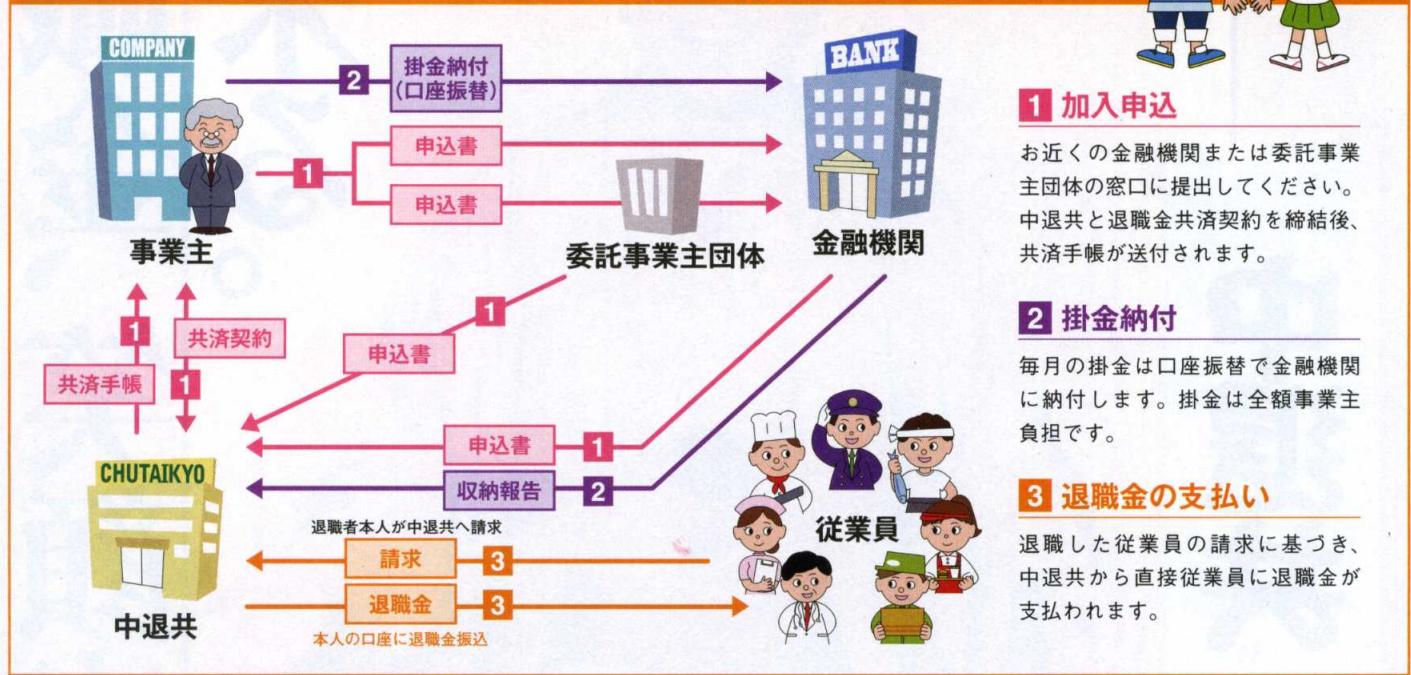 COMPANY
2
掛金納付
(口座振替)
BANK
申込書
1
申込書
事業主
委託事業主団体
金融機関
1
共済契約
1
共済手帳
1
申込書
申込書
1
収納報告
2
CHUTAIKYO
中退共
退職者本人が中退共へ請求
請求
3
退職金
3
本人の口座に退職金振込
従業員
1 加入申込
お近くの金融機関または委託事業
主団体の窓口に提出してください。
中退共と退職金共済契約を締結後、
共済手帳が送付されます。
2 掛金納付
毎月の掛金は口座振替で金融機関
に納付します。掛金は全額事業主
負担です。
3 退職金の支払い
退職した従業員の請求に基づき、
中退共から直接従業員に退職金が
支払われます。